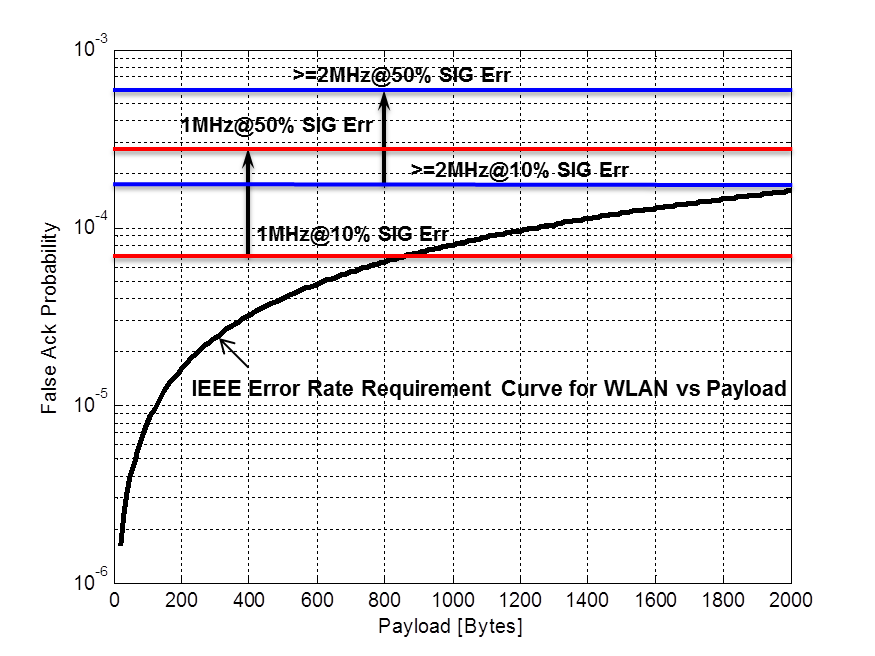 10-3
>=2MHz@50% SIG Err
1MHz@50% SIG Err
>=2MHz@10% SIG Err
10-4
1MHz@10% SIG Err
False Ack Probability
IEEE Error Rate Requirement Curve for WLAN vs Payload
10-5
10-6
0 200 400 600 800 1000 1200 1400 1600 1800 2000
Payload [Bytes]